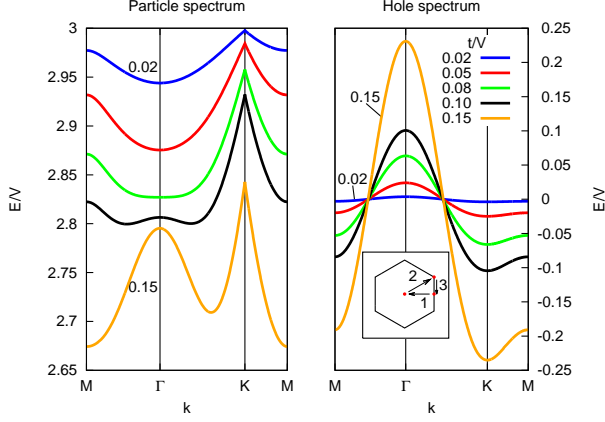 Particle spectrum
Hole spectrum
3
2.95
2.9
2.85
2.8
2.75
2.7
2.65
E/V
0.02
0.15
M
Γ
K
M
k
t/V
0.02
0.05
0.08
0.10
0.15
0.15
0.02
2
3
1
0.25
0.2
0.15
0.1
0.05
0
-0.05
-0.1
-0.15
-0.2
-0.25
E/V
M
Γ
K
M
k